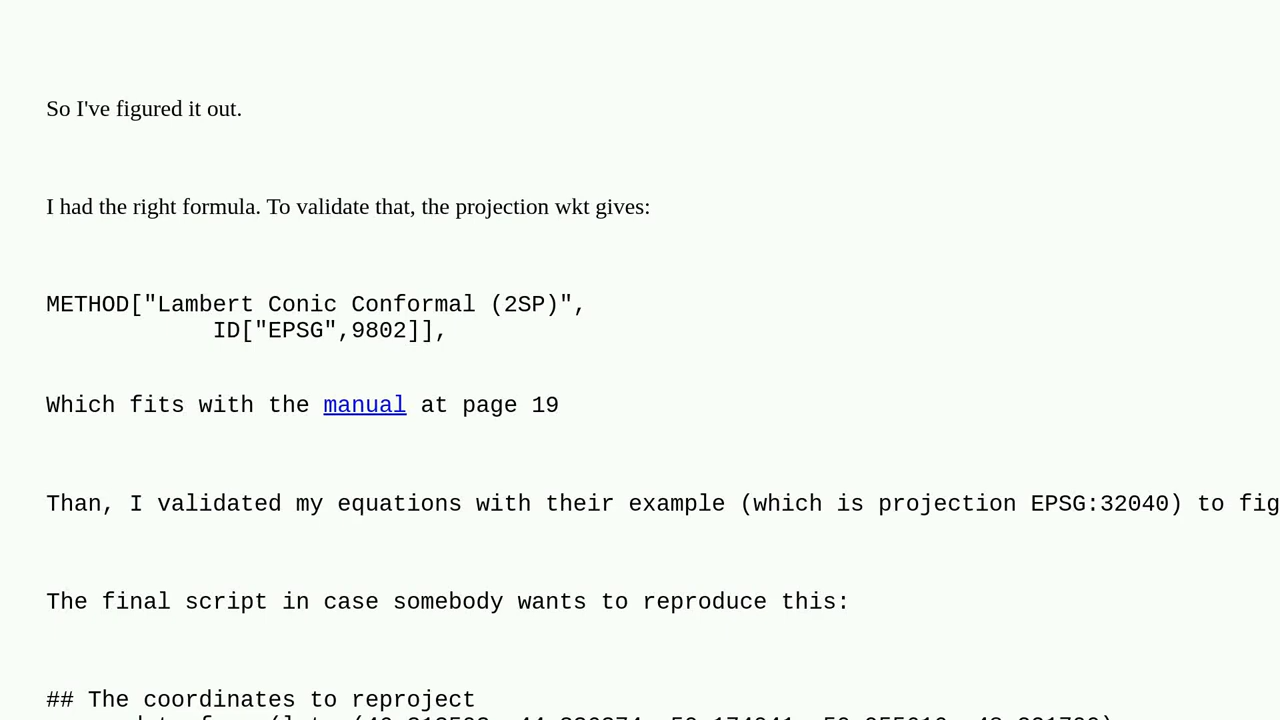 So I've figured it out.
I had the right formula. To validate that, the projection wkt gives:
METHOD["Lambert Conic Conformal (2SP)",
ID["EPSG",9802]],
Which fits with the manual at page 19
Than, I validated my equations with their example (which is projection EPSG:32040) to
The final script in case somebody wants to reproduce this:
## The coordinates to reproject